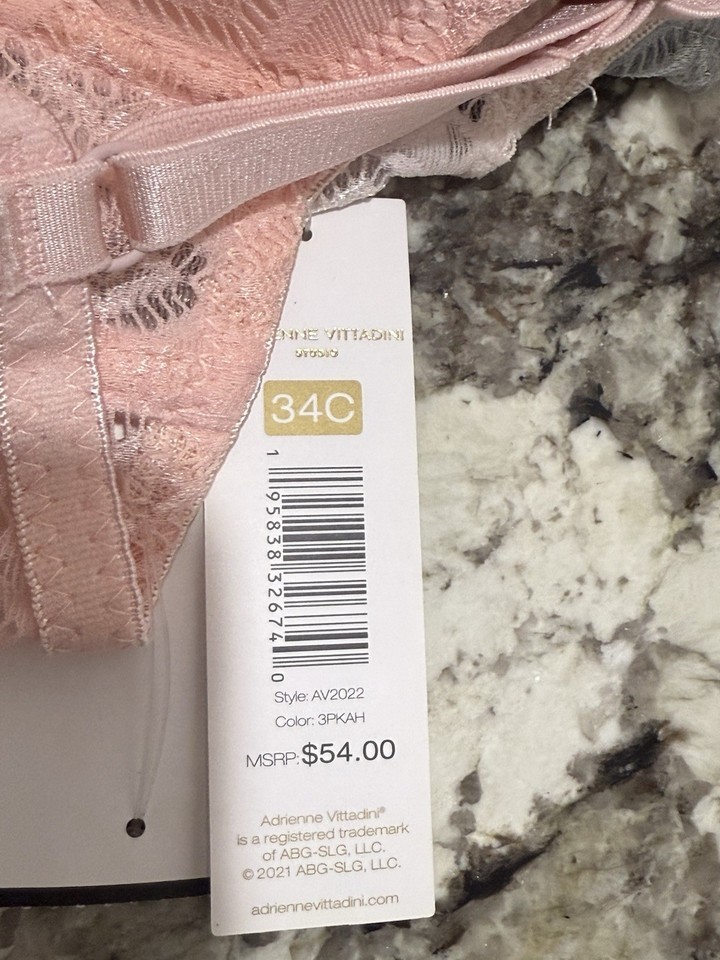 ENNE VITTADINI
STUDIO
34C
1 95838 32674 0
Style: AV2022
Color: 3PKAH
MSRP: $54.00
Adrienne Vittadini®
is a registered trademark
of ABG-SLG, LLC.
© 2021 ABG-SLG, LLC.
adriennevittadini.com